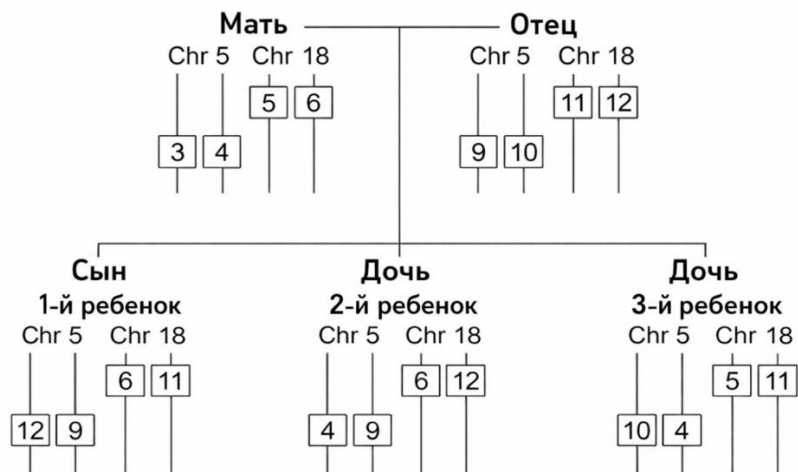 Мать Отец
Chr 5 Chr 18 Chr 5 Chr 18
5 6 11 12
3 4 9 10
Сын Дочь Дочь
1-й ребенок 2-й ребенок 3-й ребенок
Chr 5 Chr 18 Chr 5 Chr 18 Chr 5 Chr 18
6 11 6 12 5 11
12 9 4 9 10 4